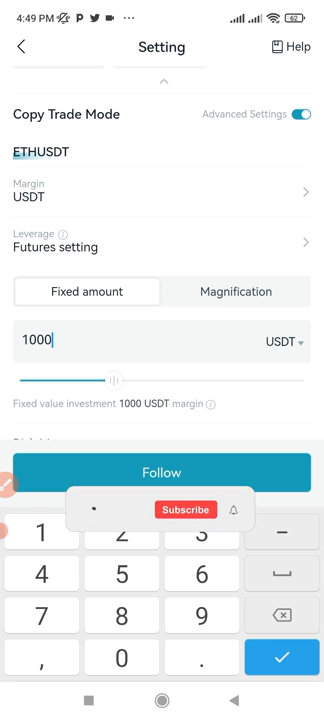 4:49 PM
62
Setting
Help
Copy Trade Mode
Advanced Settings
ETHUSDT
Margin
USDT
Leverage
Futures setting
Fixed amount
Magnification
1000
USDT
Fixed value investment 1000 USDT margin
Follow
Subscribe
1
2
3
–
4
5
6
7
8
9
,
0
.